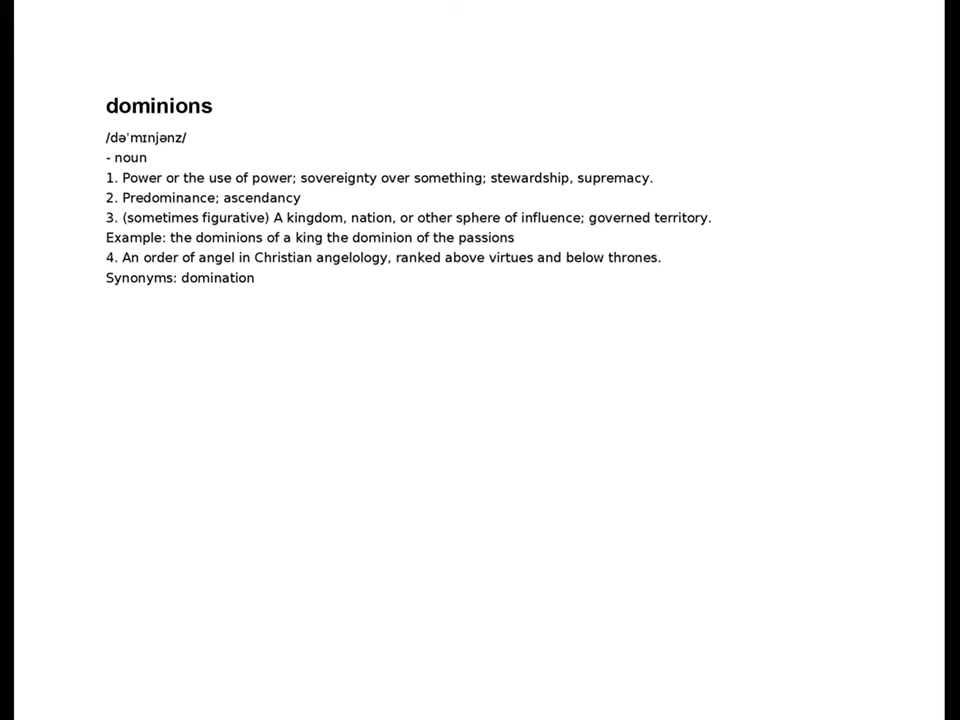 dominions
/dəˈmɪnjənz/
- noun
1. Power or the use of power; sovereignty over something; stewardship, supremacy.
2. Predominance; ascendancy
3. (sometimes figurative) A kingdom, nation, or other sphere of influence; governed territory.
Example: the dominions of a king the dominion of the passions
4. An order of angel in Christian angelology, ranked above virtues and below thrones.
Synonyms: domination